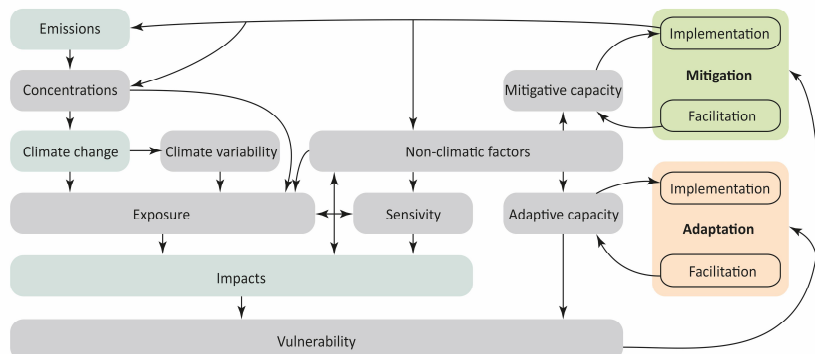 Emissions
Implementation
Concentrations
Mitigative capacity
Mitigation
Facilitation
Climate change
Climate variability
Non-climatic factors
Implementation
Exposure
Sensivity
Adaptive capacity
Adaptation
Facilitation
Impacts
Vulnerability